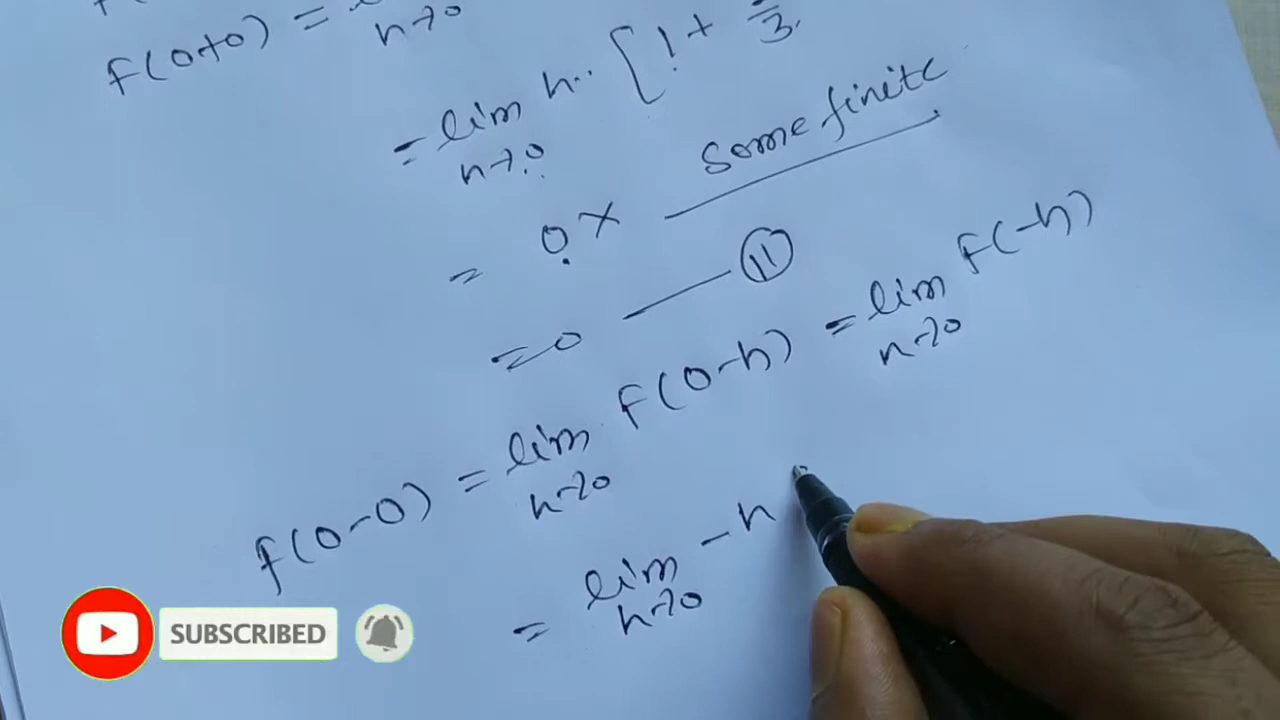 f(0+0) = n→0
= lim n→0 h.. [1 + 3
= 0 × some finite
= 0 — (11)
f(0-0) = lim n→0 f(0-h) = lim n→0 f(-h)
= lim n→0 -h
SUBSCRIBED